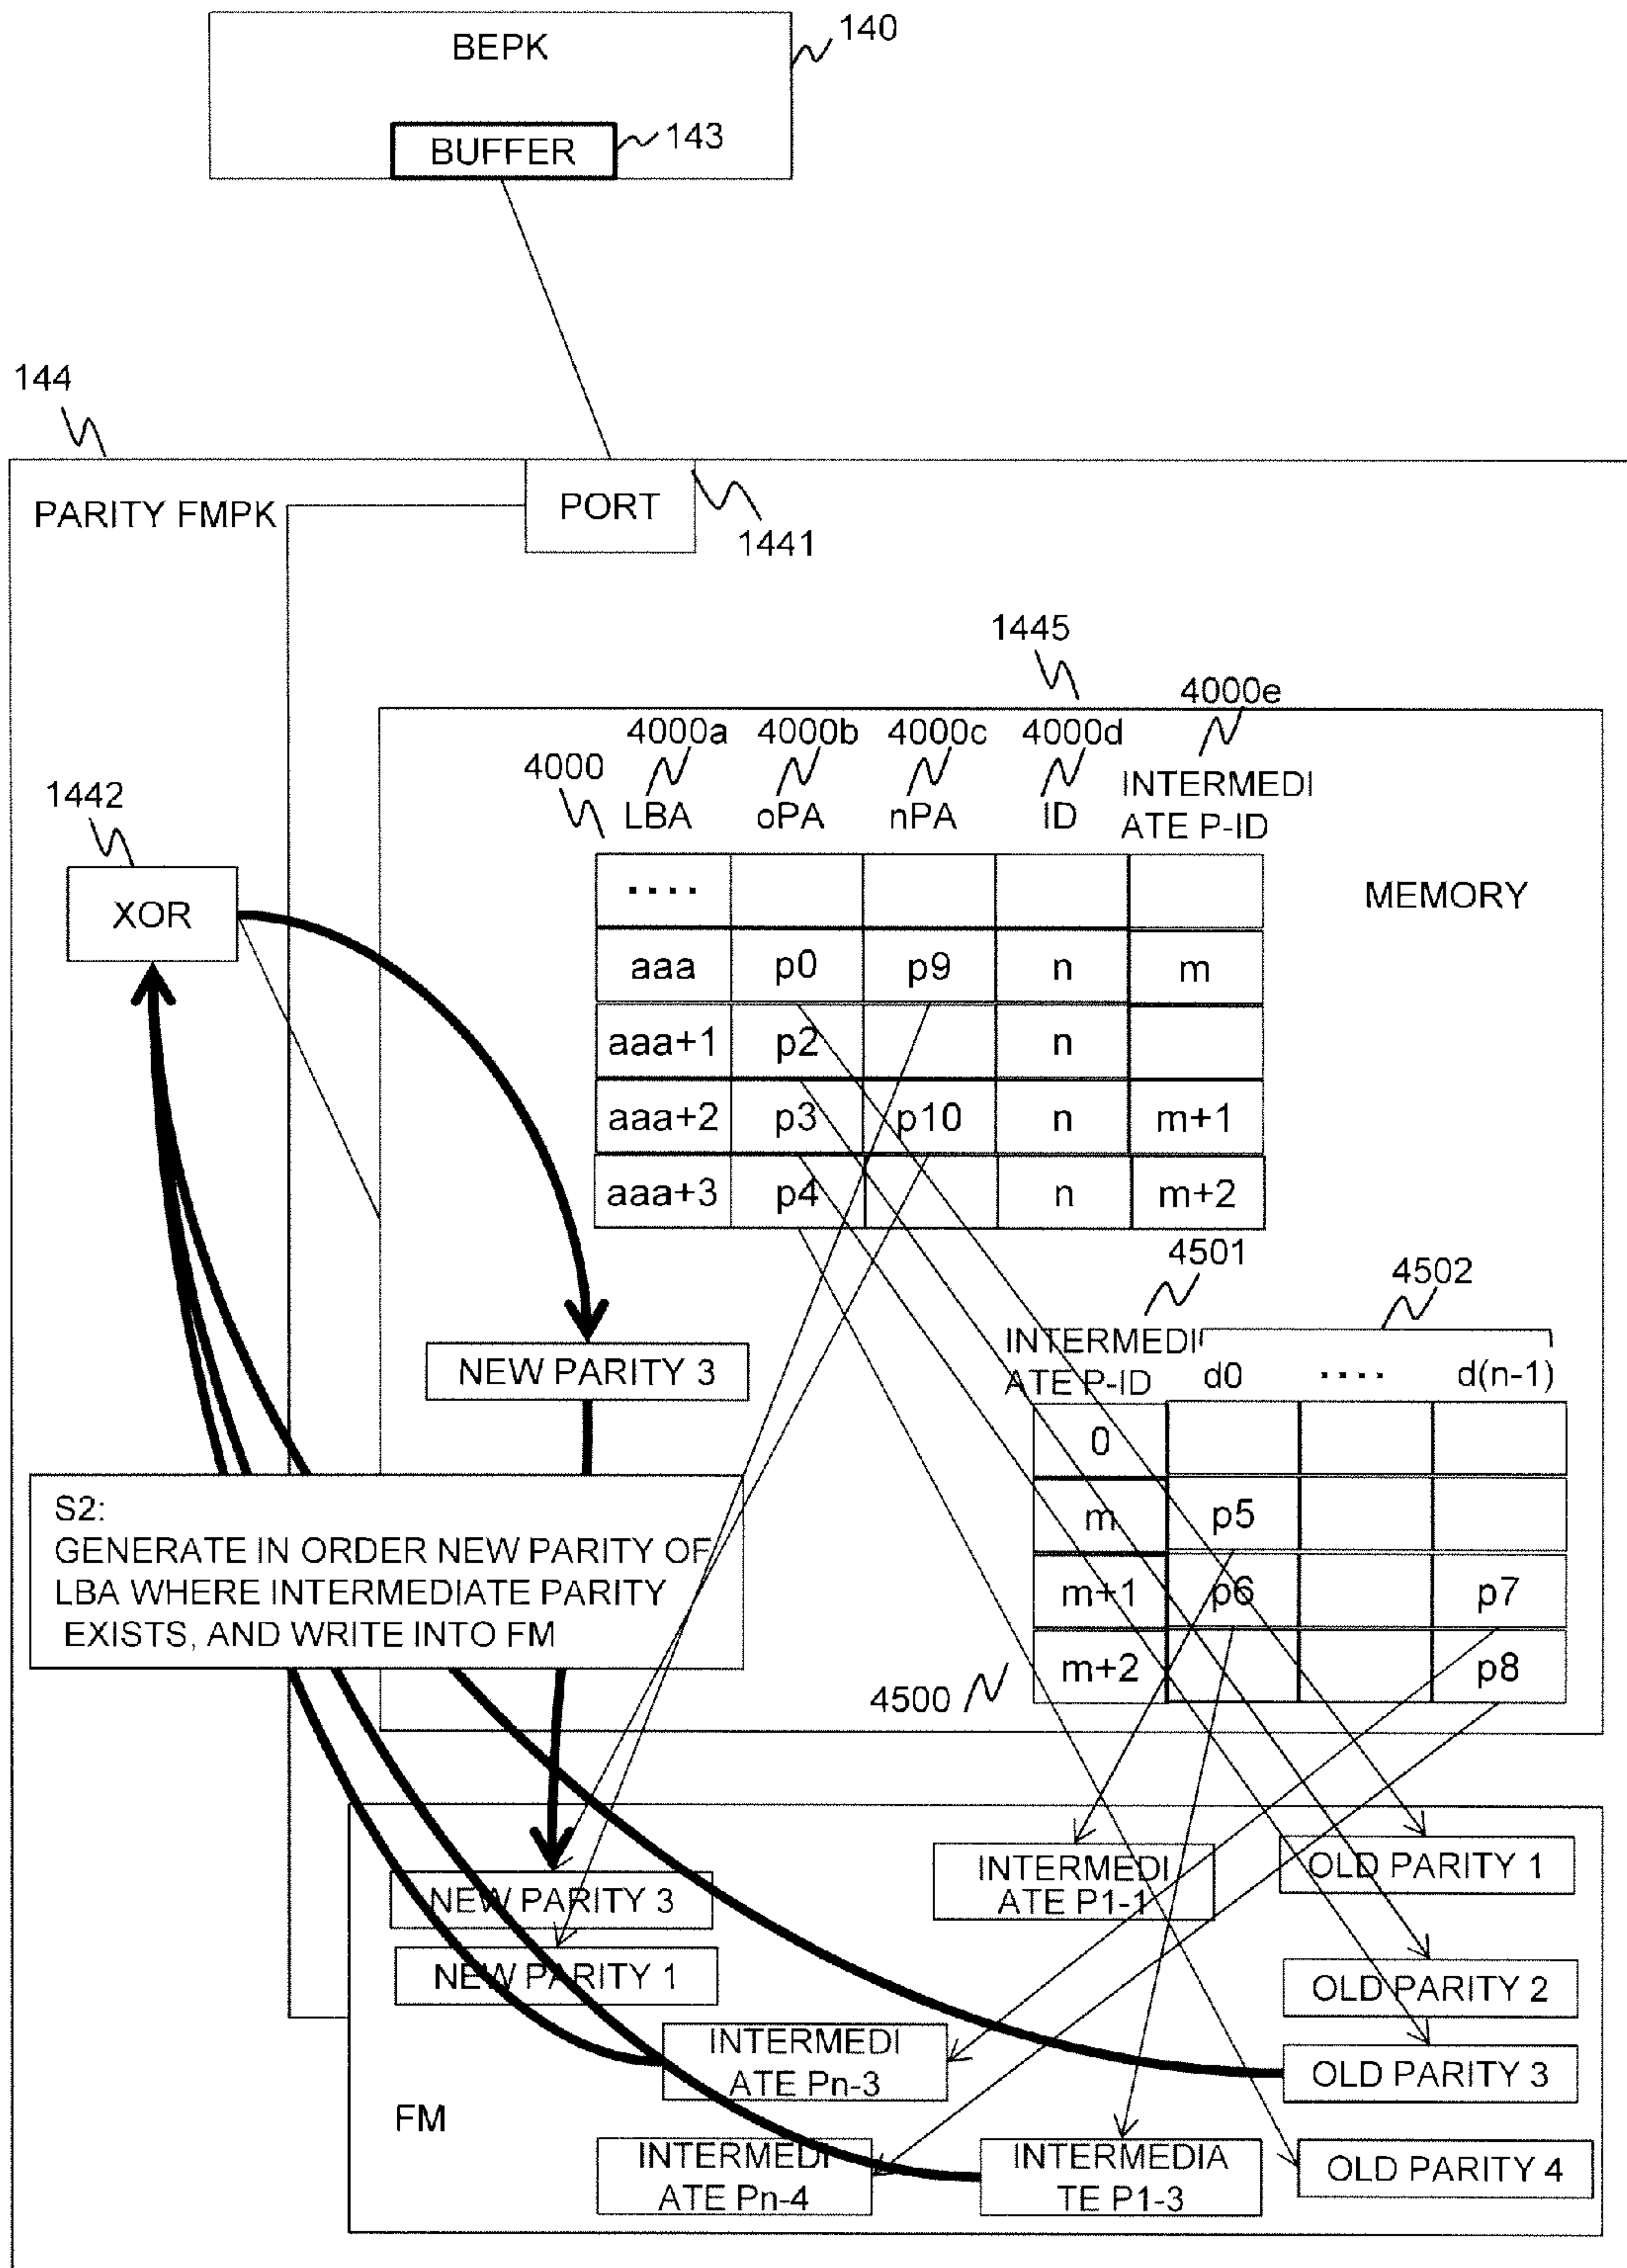 BEPK
140
BUFFER
143
144
PARITY FMPK
PORT
1441
1445
4000e
4000a 4000b 4000c 4000d
4000
INTERMEDI
ATE P-ID
LBA oPA nPA ID
1442
XOR
MEMORY
....
aaa p0 p9 n m
aaa+1 p2 n
aaa+2 p3 p10 n m+1
aaa+3 p4 n m+2
4501
4502
INTERMEDI
ATE P-ID d0 .... d(n-1)
NEW PARITY 3
0
m p5
m+1 p6 p7
m+2 p8
4500
S2:
GENERATE IN ORDER NEW PARITY OF
LBA WHERE INTERMEDIATE PARITY
EXISTS, AND WRITE INTO FM
INTERMEDI
ATE P1-1
OLD PARITY 1
NEW PARITY 3
NEW PARITY 1
OLD PARITY 2
INTERMEDI
ATE Pn-3
OLD PARITY 3
FM
INTERMEDI
ATE Pn-4
INTERMEDIA
TE P1-3
OLD PARITY 4